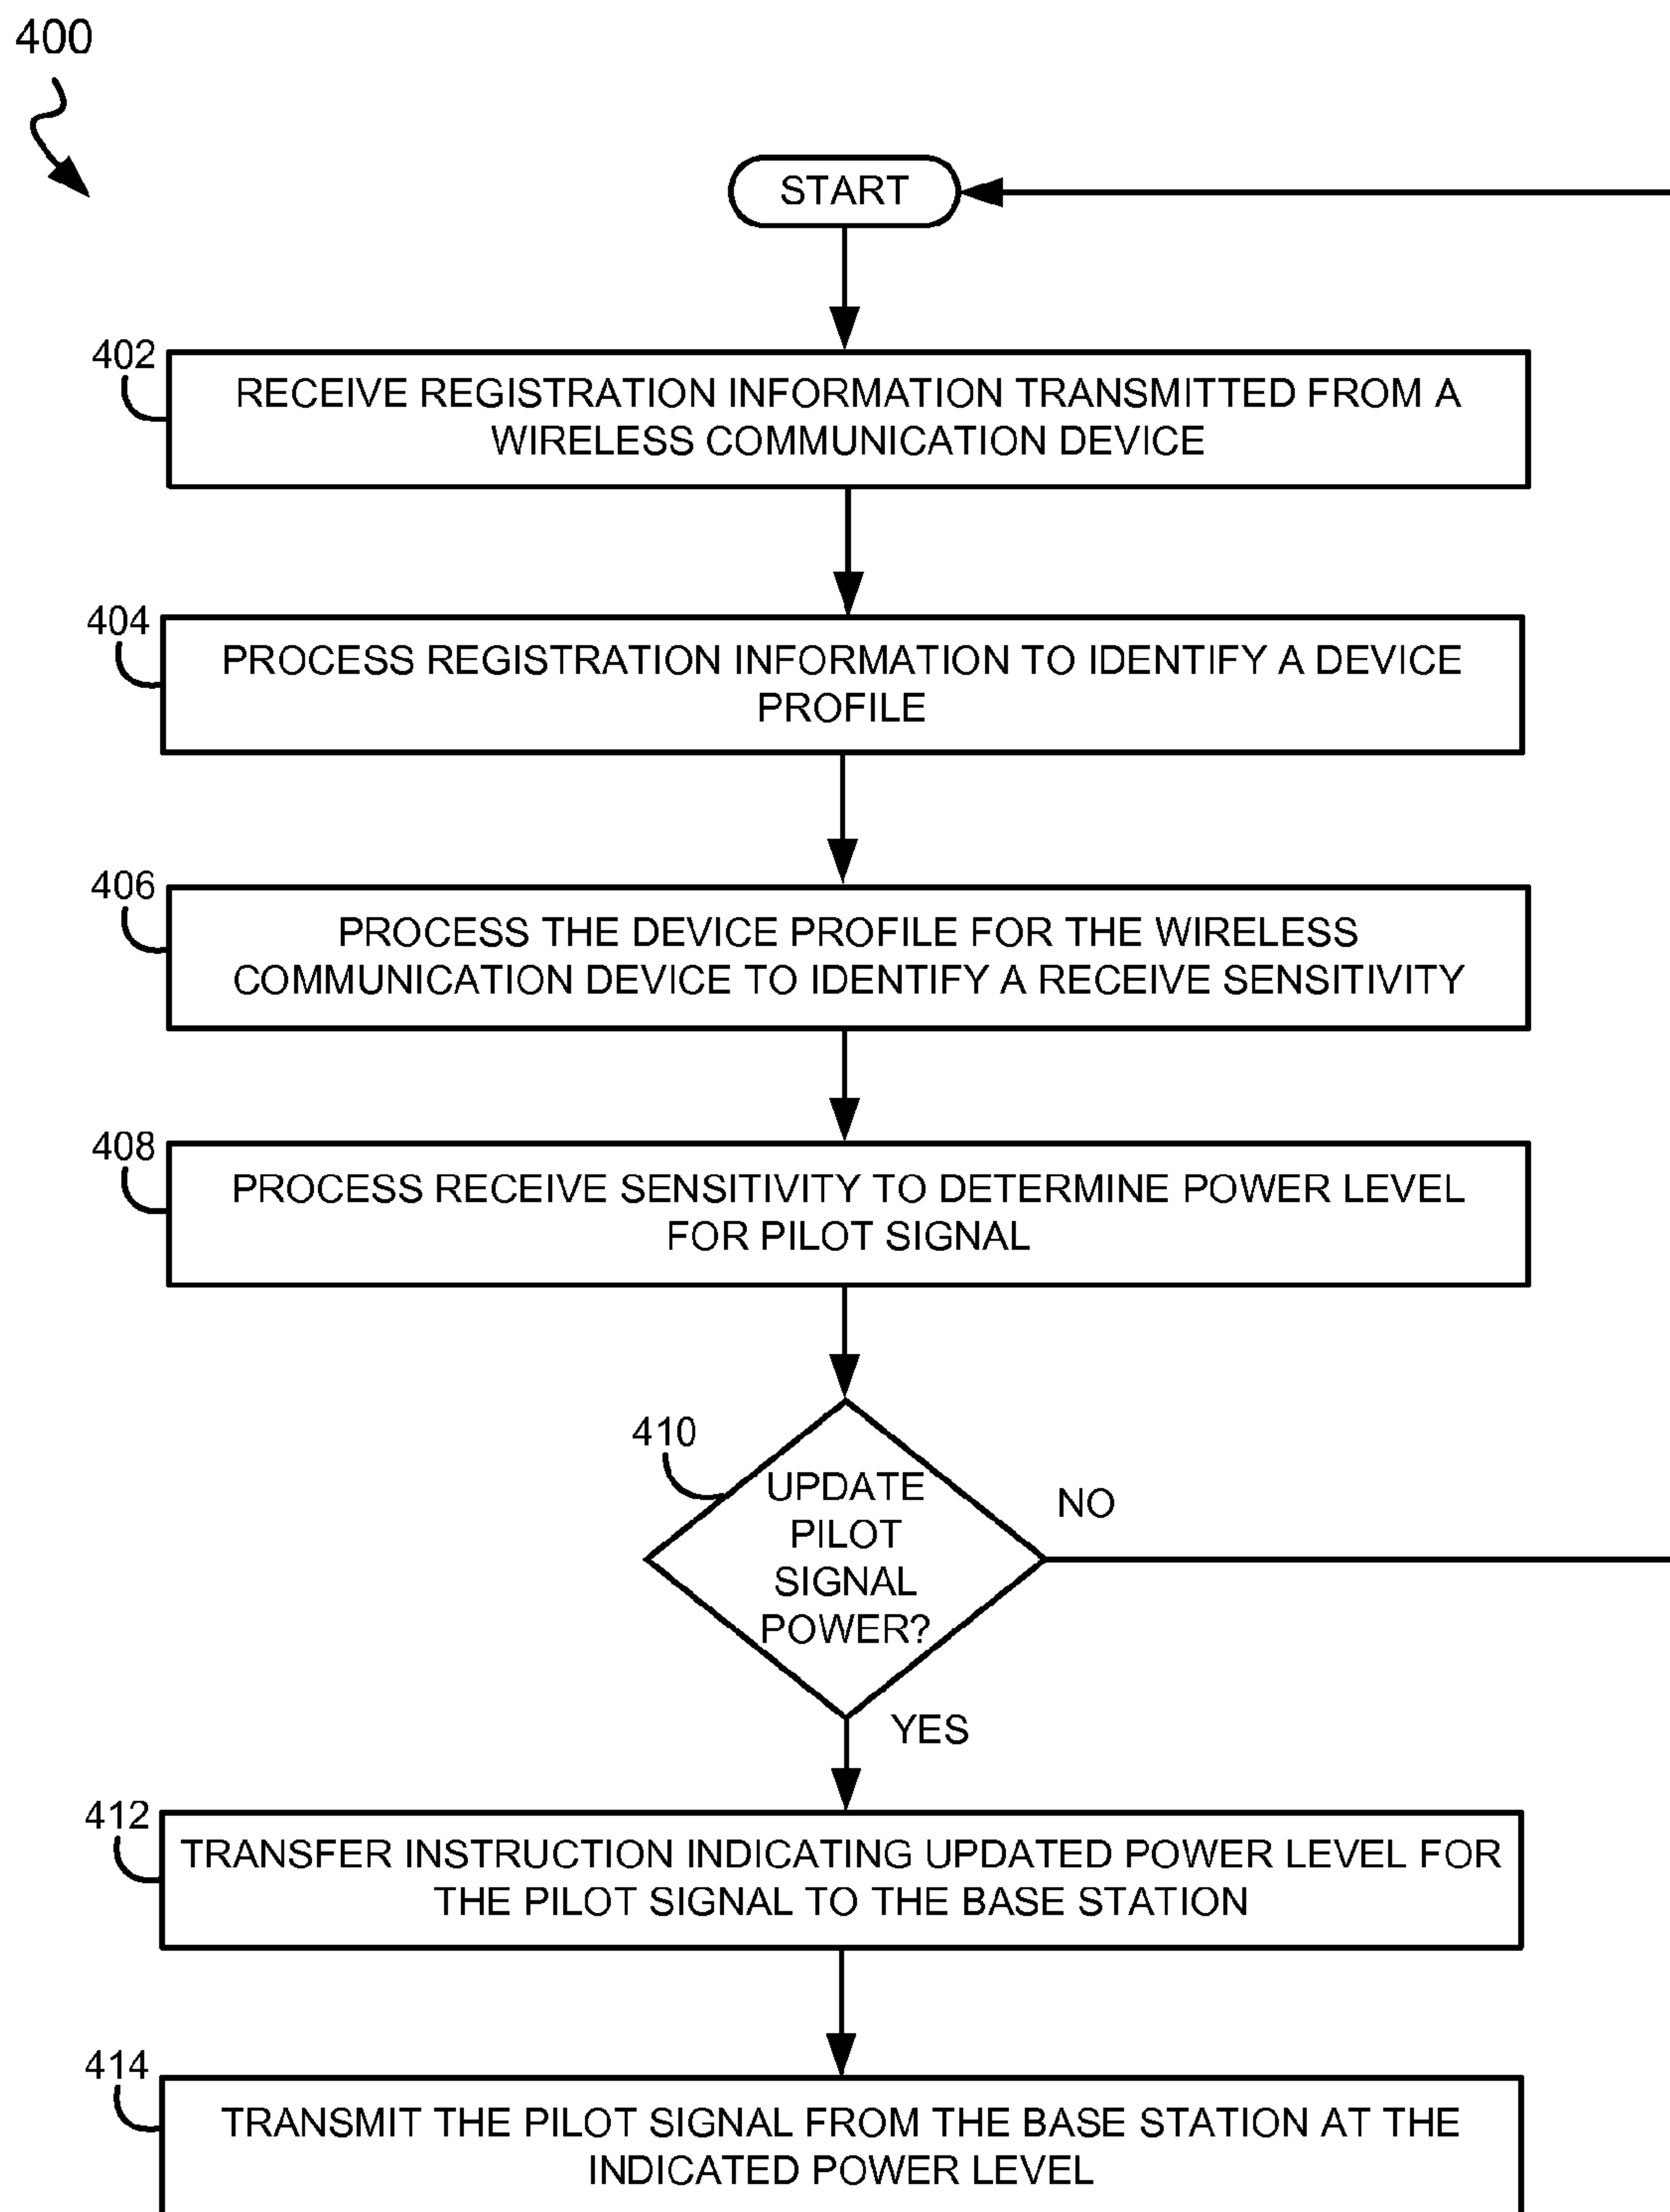 400
START
402
RECEIVE REGISTRATION INFORMATION TRANSMITTED FROM A
WIRELESS COMMUNICATION DEVICE
404
PROCESS REGISTRATION INFORMATION TO IDENTIFY A DEVICE
PROFILE
406
PROCESS THE DEVICE PROFILE FOR THE WIRELESS
COMMUNICATION DEVICE TO IDENTIFY A RECEIVE SENSITIVITY
408
PROCESS RECEIVE SENSITIVITY TO DETERMINE POWER LEVEL
FOR PILOT SIGNAL
410
UPDATE
PILOT
SIGNAL
POWER?
NO
YES
412
TRANSFER INSTRUCTION INDICATING UPDATED POWER LEVEL FOR
THE PILOT SIGNAL TO THE BASE STATION
414
TRANSMIT THE PILOT SIGNAL FROM THE BASE STATION AT THE
INDICATED POWER LEVEL